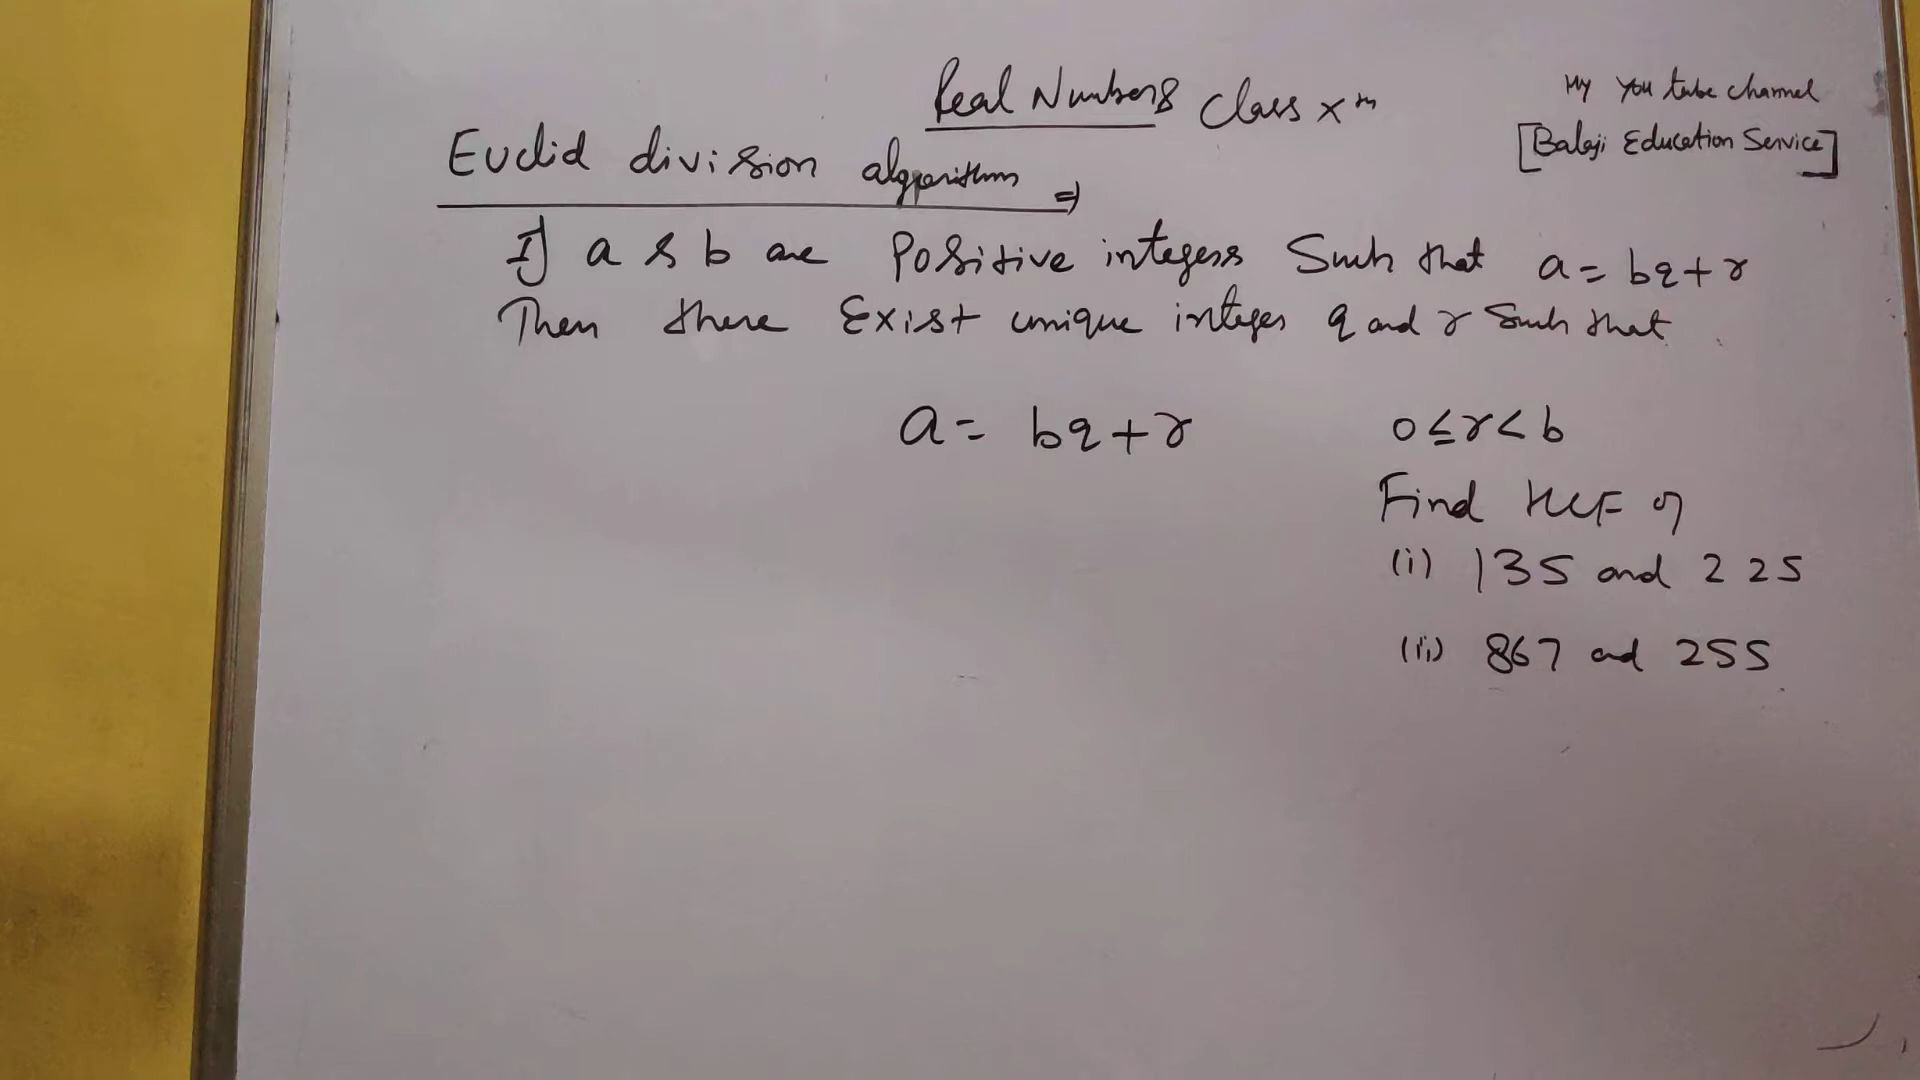 Real Numbers Class Xth
My You tube channel
[Balaji Education Service]
Euclid division algorithm ⇒
If a & b are Positive integers Such that a = bq + r
Then there Exist unique integer q and r Such that
a = bq + r 0 ≤ r < b
Find HCF of
(i) 135 and 225
(ii) 867 and 255